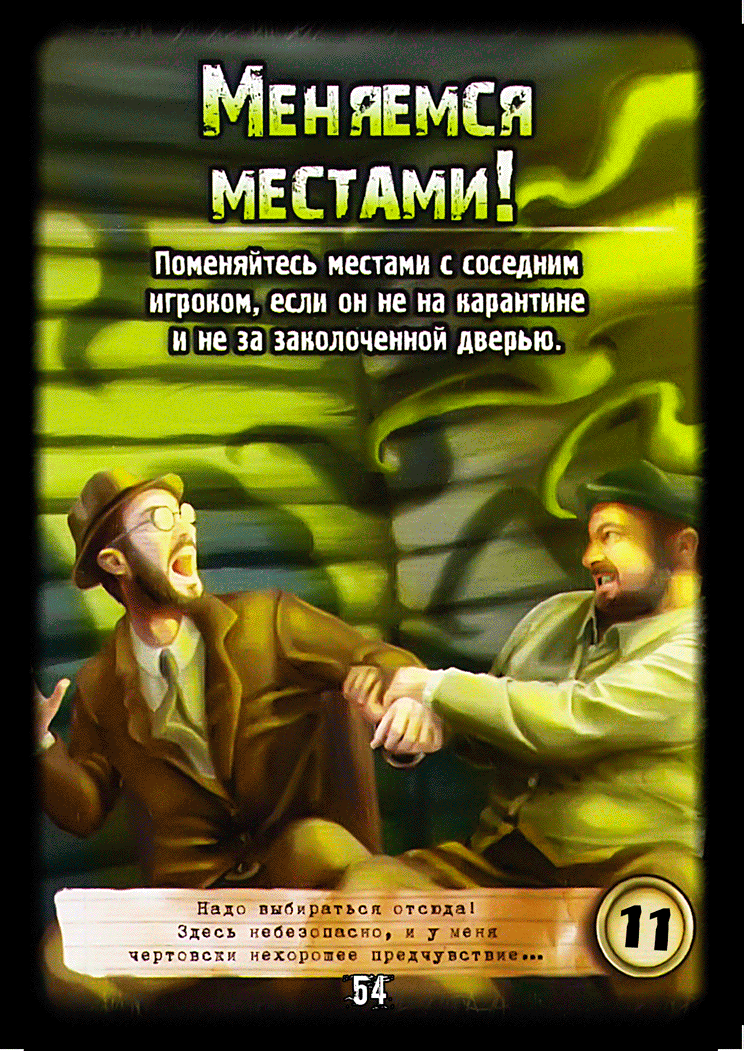 Меняемся
местами!
Поменяйтесь местами с соседним
игроком, если он не на карантине
и не за заколоченной дверью.
Надо выбираться отсюда!
Здесь небезопасно, и у меня
чертовски нехорошее предчувствие...
11
54